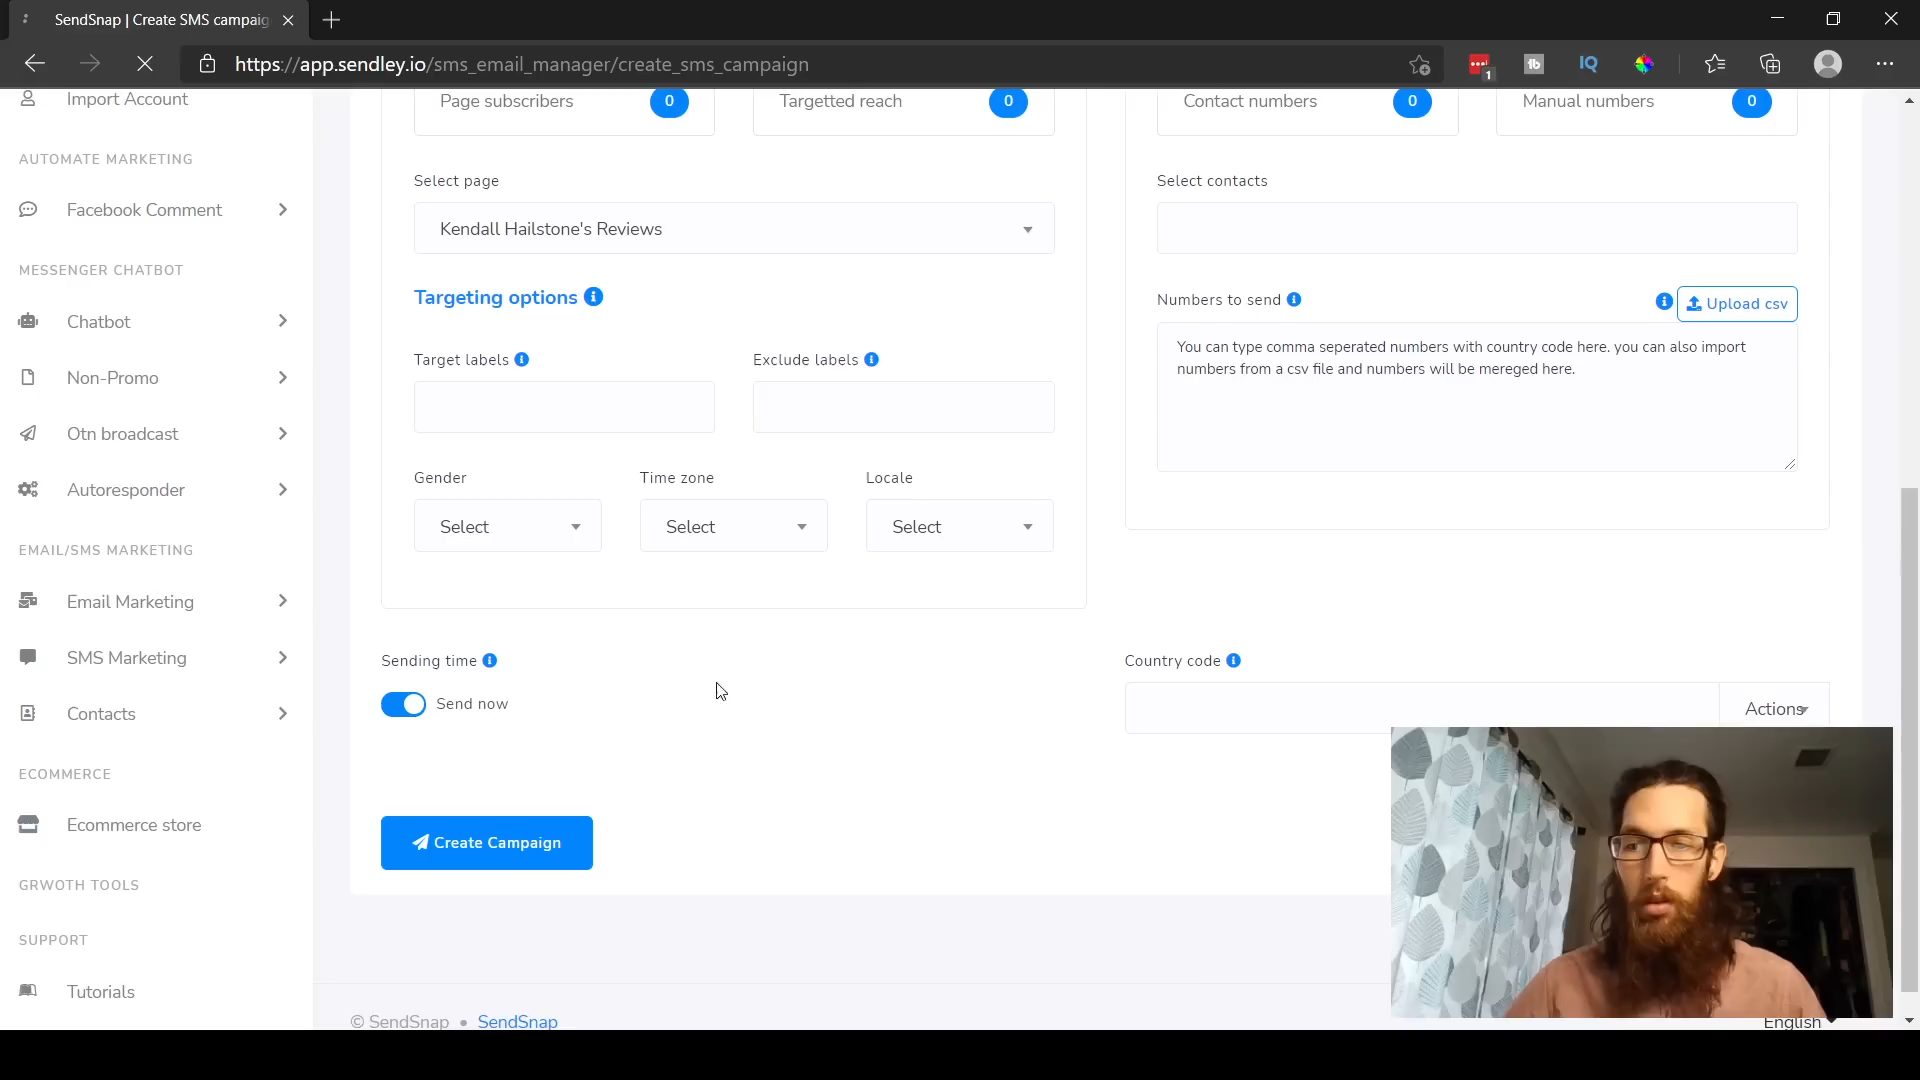 SendSnap | Create SMS campaig
https://app.sendley.io/sms_email_manager/create_sms_campaign
1
tb
IQ
Import Account
AUTOMATE MARKETING
Facebook Comment
MESSENGER CHATBOT
Chatbot
Non-Promo
Otn broadcast
Autoresponder
EMAIL/SMS MARKETING
Email Marketing
SMS Marketing
Contacts
ECOMMERCE
Ecommerce store
GRWOTH TOOLS
SUPPORT
Tutorials
Page subscribers 0
Targetted reach 0
Select page
Kendall Hailstone's Reviews
Targeting options
Target labels
Exclude labels
Gender
Time zone
Locale
Select
Select
Select
Contact numbers 0
Manual numbers 0
Select contacts
Numbers to send
Upload csv
You can type comma seperated numbers with country code here. you can also import
numbers from a csv file and numbers will be mereged here.
Sending time
Send now
Country code
Actions
Create Campaign
© SendSnap • SendSnap
English